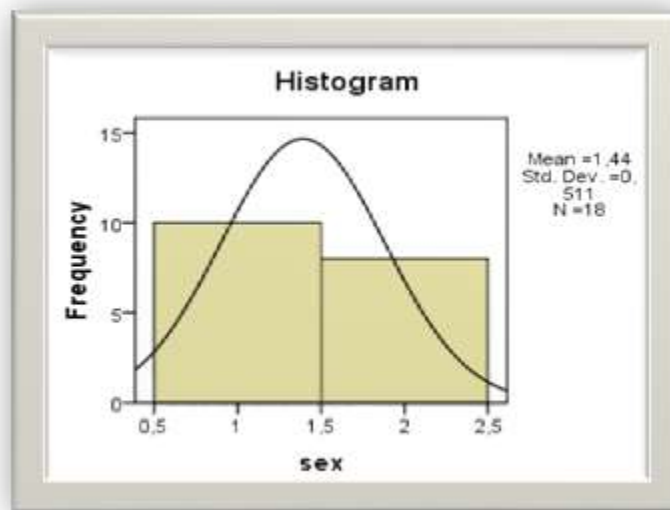 Histogram
15
10
5
0
Frequency
0,5 1 1,5 2 2,5
sex
Mean =1,44
Std. Dev. =0,
511
N =18